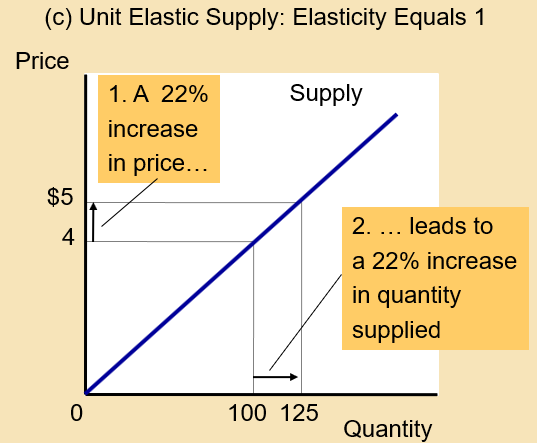 (c) Unit Elastic Supply: Elasticity Equals 1
Price
1. A 22%
increase
in price…
Supply
$5
4
2. … leads to
a 22% increase
in quantity
supplied
0
100 125
Quantity